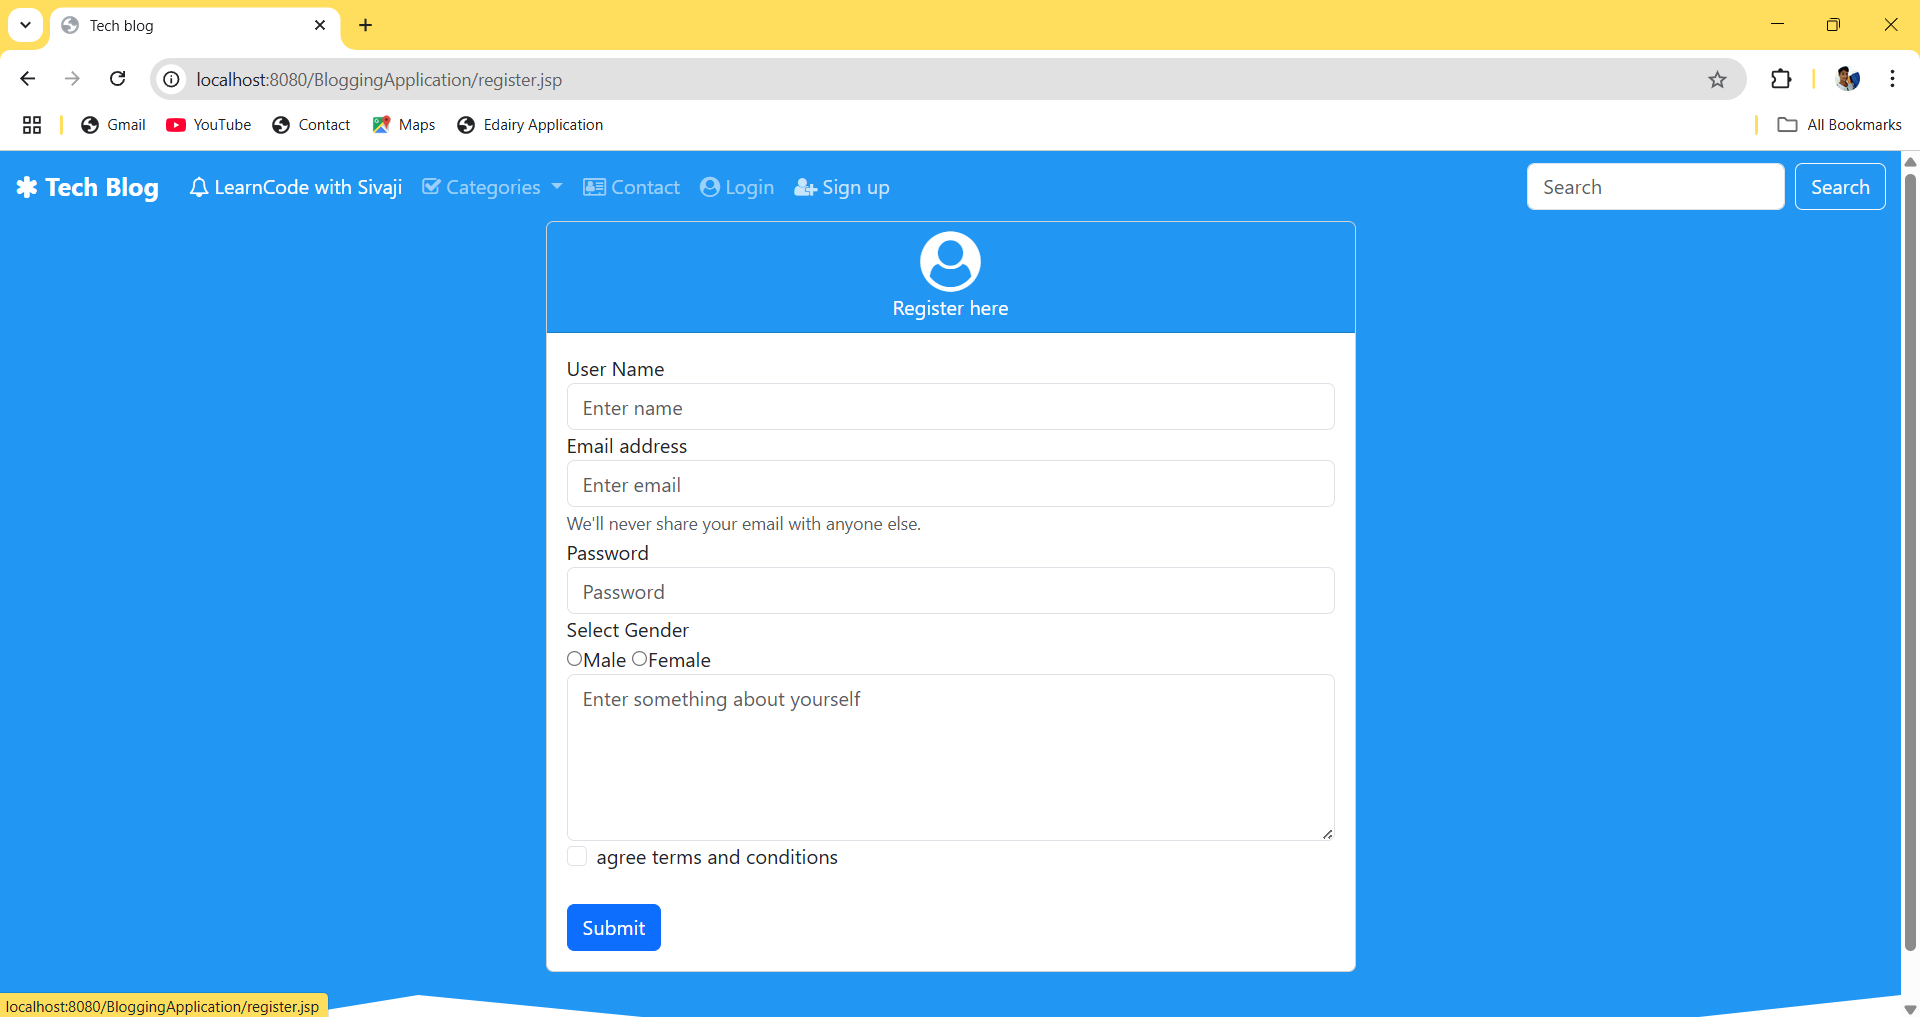 Tech blog
localhost:8080/BloggingApplication/register.jsp
Gmail YouTube Contact Maps Edairy Application All Bookmarks
Tech Blog LearnCode with Sivaji Categories Contact Login Sign up Search Search
Register here
User Name
Enter name
Email address
Enter email
We'll never share your email with anyone else.
Password
Password
Select Gender
Male Female
Enter something about yourself
agree terms and conditions
Submit
localhost:8080/BloggingApplication/register.jsp